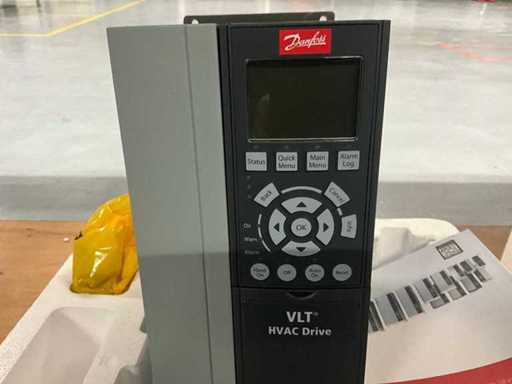 Danfoss
Status
Quick Menu
Main Menu
Alarm Log
Back
Cancel
Info
OK
On
Warn.
Alarm
Hand On
Off
Auto On
Reset
VLT®
HVAC Drive